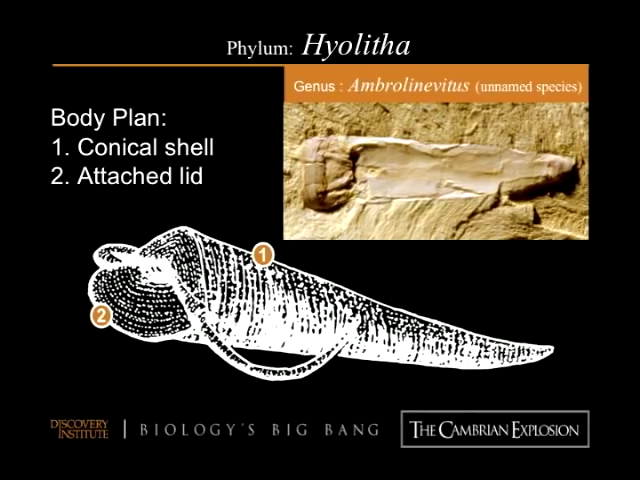 Phylum: Hyolitha
Genus : Ambrolinevitus (unnamed species)
Body Plan:
1. Conical shell
2. Attached lid
1
2
DISCOVERY
INSTITUTE
BIOLOGY'S BIG BANG
THE CAMBRIAN EXPLOSION